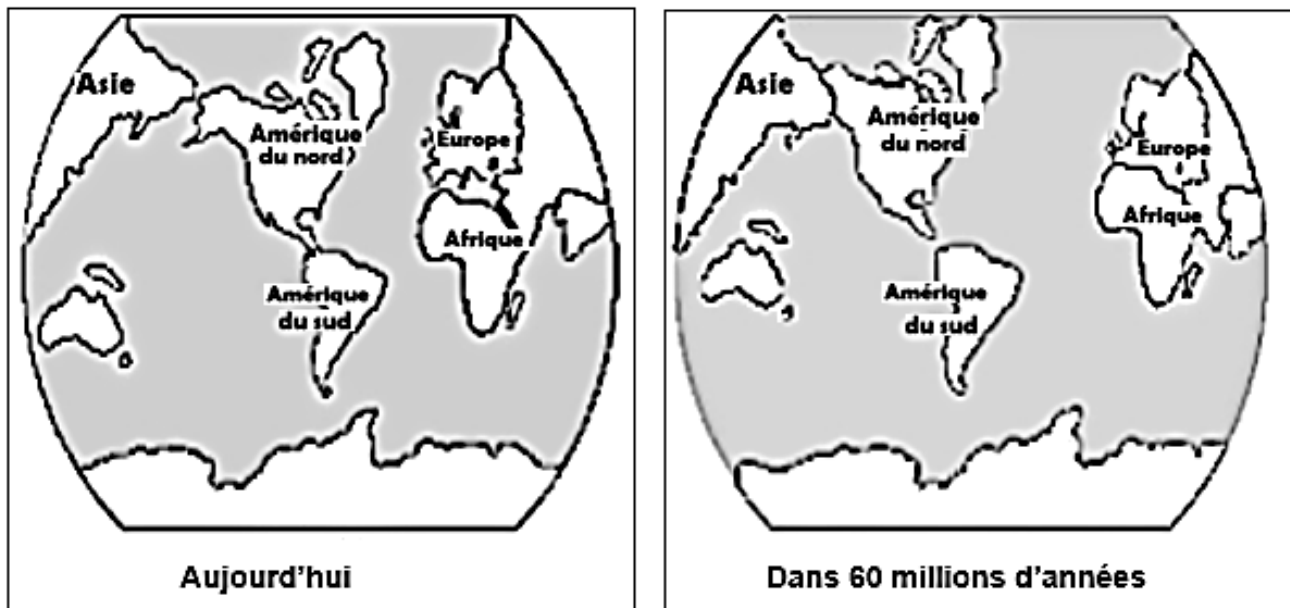 Asie
Amérique
du nord
Europe
Afrique
Amérique
du sud
Aujourd'hui
Asie
Amérique
du nord
Europe
Afrique
Amérique
du sud
Dans 60 millions d'années